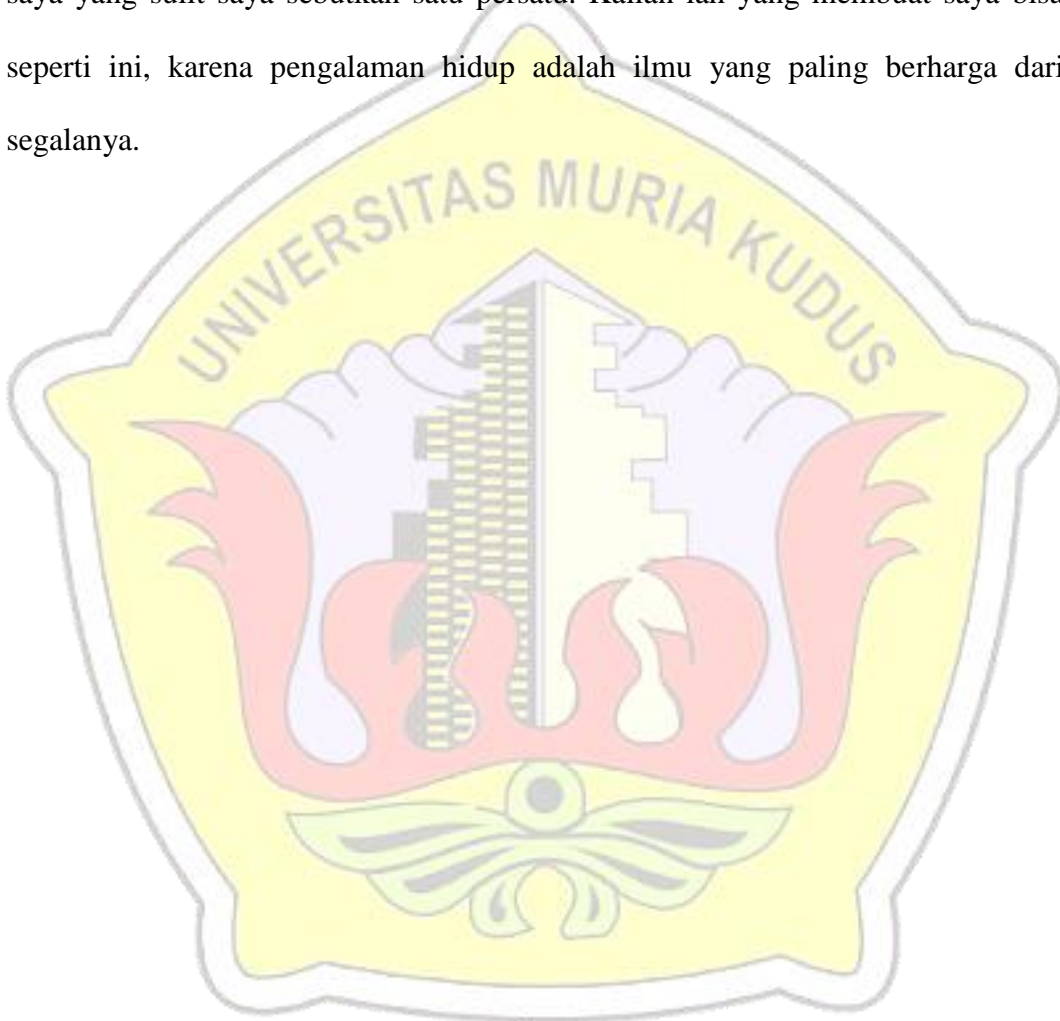 saya yang sulit saya sebutkan satu persatu. Kalian lah yang membuat saya bisa
seperti ini, karena pengalaman hidup adalah ilmu yang paling berharga dari
segalanya.
UNIVERSITAS MURIA KUDUS